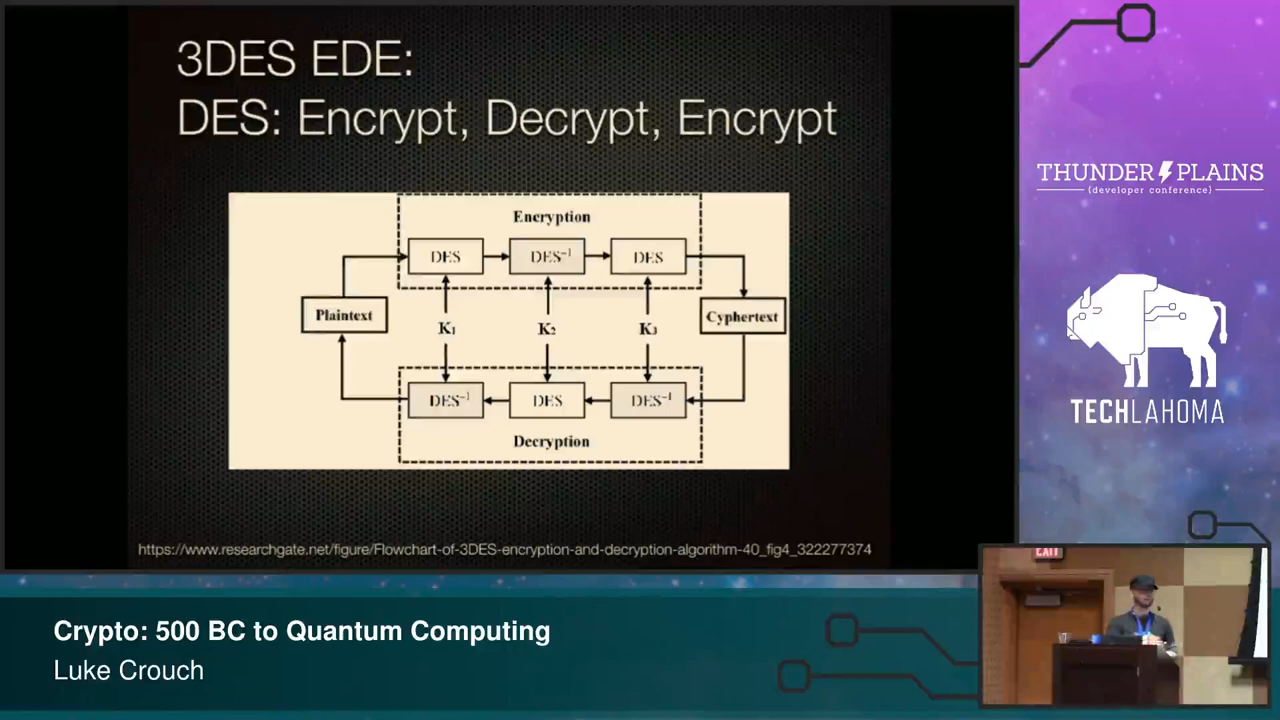 3DES EDE:
DES: Encrypt, Decrypt, Encrypt
Encryption
DES
DES⁻¹
DES
Plaintext
K₁
K₂
K₃
Cyphertext
DES⁻¹
DES
DES⁻¹
Decryption
https://www.researchgate.net/figure/Flowchart-of-3DES-encryption-and-decryption-algorithm-40_fig4_322277374
THUNDER PLAINS
{developer conference}
TECHLAHOMA
EXIT
Crypto: 500 BC to Quantum Computing
Luke Crouch